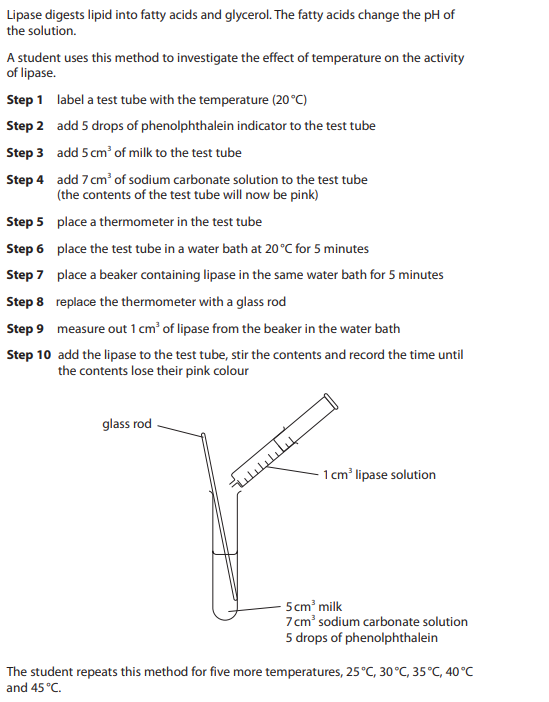 Lipase digests lipid into fatty acids and glycerol. The fatty acids change the pH of
the solution.
A student uses this method to investigate the effect of temperature on the activity
of lipase.
Step 1 label a test tube with the temperature (20 °C)
Step 2 add 5 drops of phenolphthalein indicator to the test tube
Step 3 add 5 cm³ of milk to the test tube
Step 4 add 7 cm³ of sodium carbonate solution to the test tube
(the contents of the test tube will now be pink)
Step 5 place a thermometer in the test tube
Step 6 place the test tube in a water bath at 20 °C for 5 minutes
Step 7 place a beaker containing lipase in the same water bath for 5 minutes
Step 8 replace the thermometer with a glass rod
Step 9 measure out 1 cm³ of lipase from the beaker in the water bath
Step 10 add the lipase to the test tube, stir the contents and record the time until
the contents lose their pink colour
glass rod
1 cm³ lipase solution
5 cm³ milk
7 cm³ sodium carbonate solution
5 drops of phenolphthalein
The student repeats this method for five more temperatures, 25 °C, 30 °C, 35 °C, 40 °C
and 45 °C.